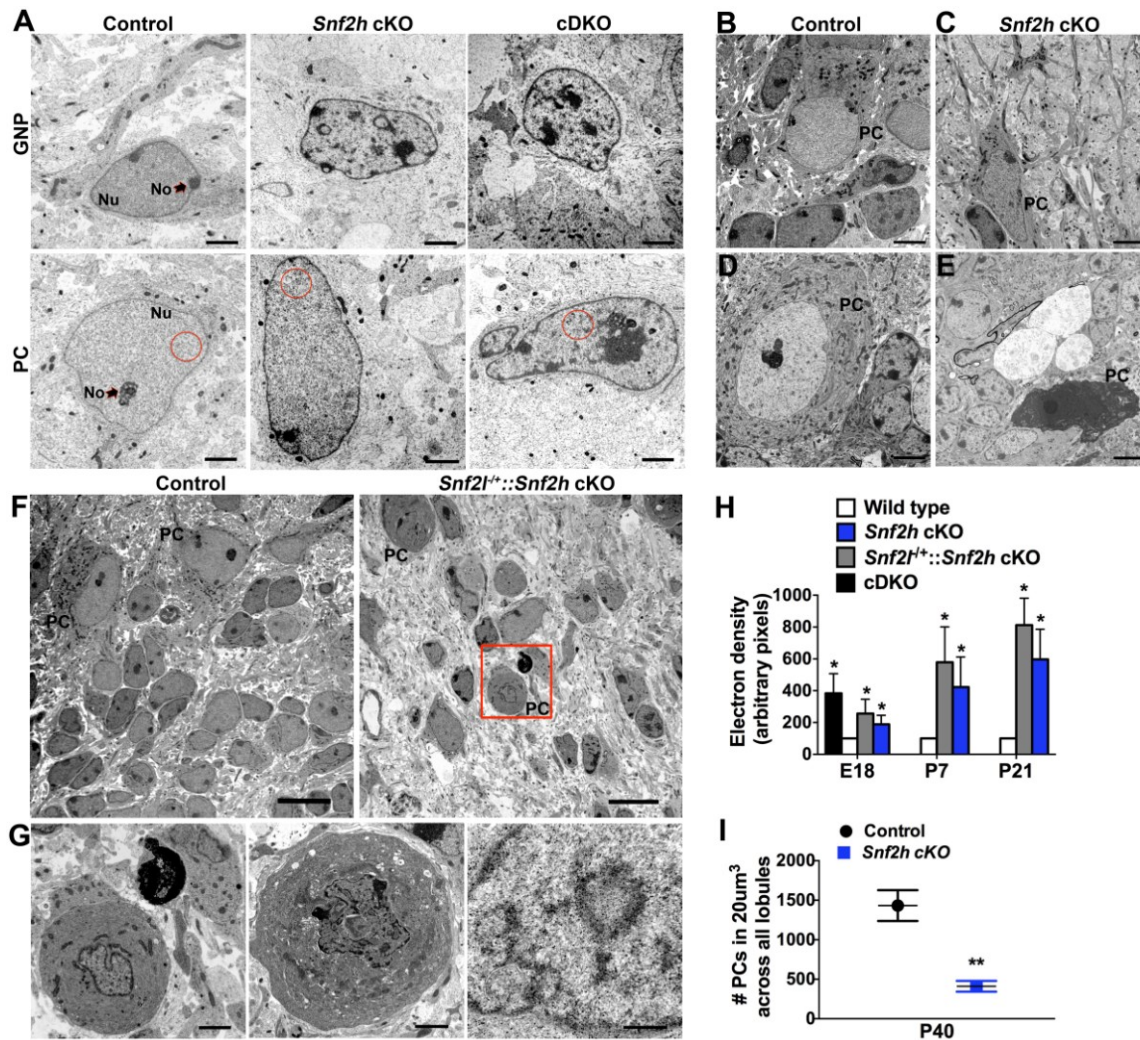 A
Control
Snf2h cKO
cDKO
GNP
No
Nu
PC
Nu
No
B
Control
PC
C
Snf2h cKO
PC
D
PC
E
PC
F
Control
PC
PC
Snf2l-/+::Snf2h cKO
PC
PC
G
H
Wild type
Snf2h cKO
Snf2l-/+::Snf2h cKO
cDKO
Electron density
(arbitrary pixels)
1000
800
600
400
200
0
* * *
* *
* *
E18 P7 P21
I
Control
Snf2h cKO
# PCs in 20um3
across all lobules
2000
1500
1000
500
0
**
P40